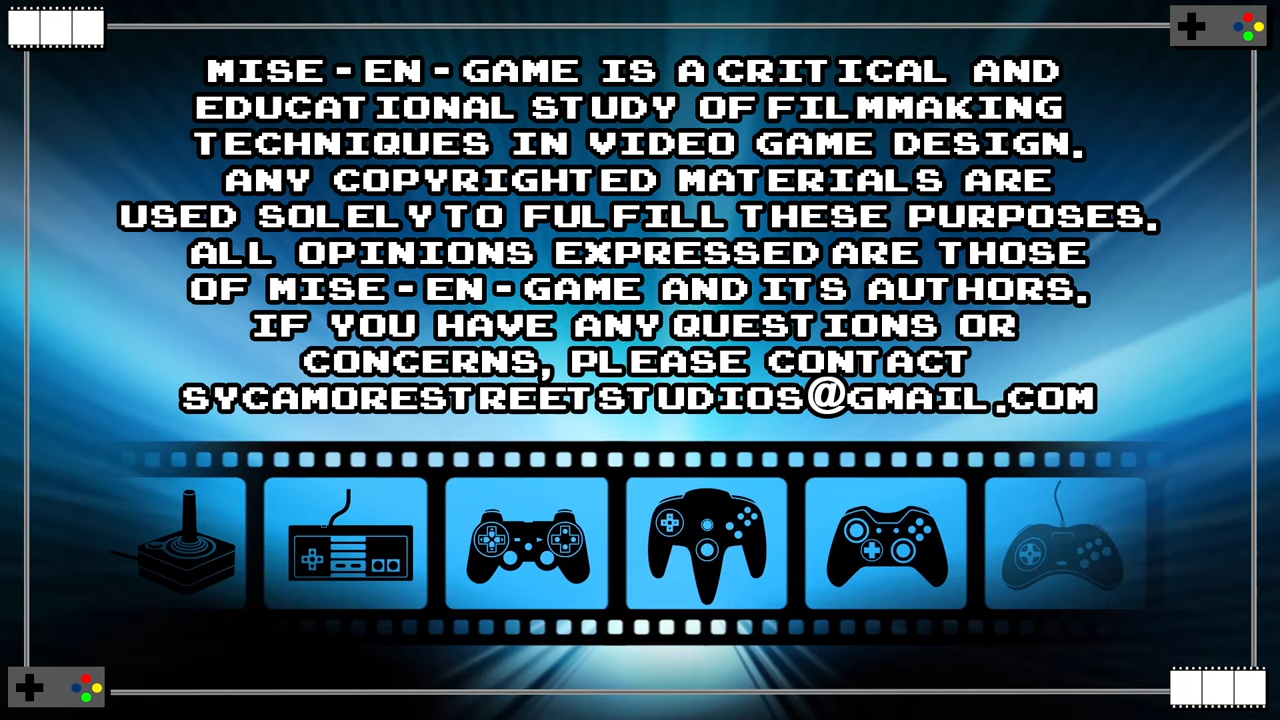 MISE-EN-GAME IS A CRITICAL AND
EDUCATIONAL STUDY OF FILMMAKING
TECHNIQUES IN VIDEO GAME DESIGN.
ANY COPYRIGHTED MATERIALS ARE
USED SOLELY TO FULFILL THESE PURPOSES.
ALL OPINIONS EXPRESSED ARE THOSE
OF MISE-EN-GAME AND ITS AUTHORS.
IF YOU HAVE ANY QUESTIONS OR
CONCERNS, PLEASE CONTACT
SYCAMORESTREETSTUDIOS@GMAIL.COM